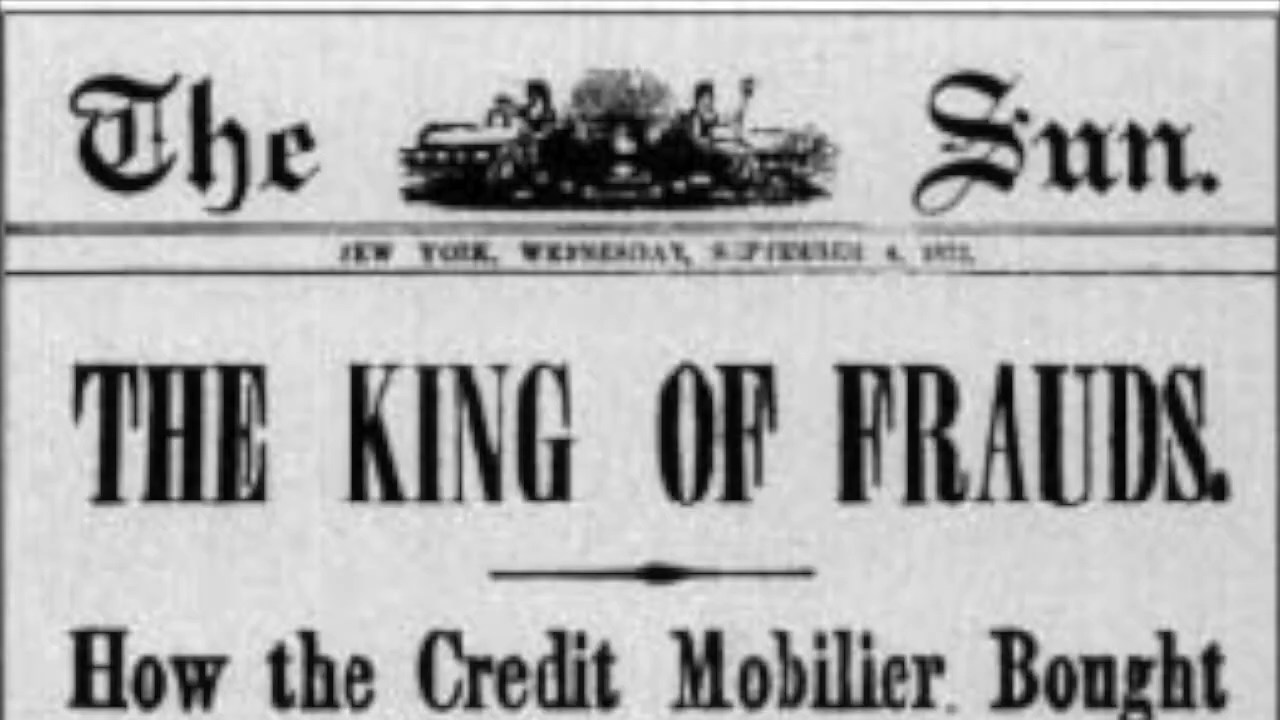 The Sun.
NEW YORK, WEDNESDAY, SEPTEMBER 4, 1872.
THE KING OF FRAUDS.
How the Credit Mobilier Bought